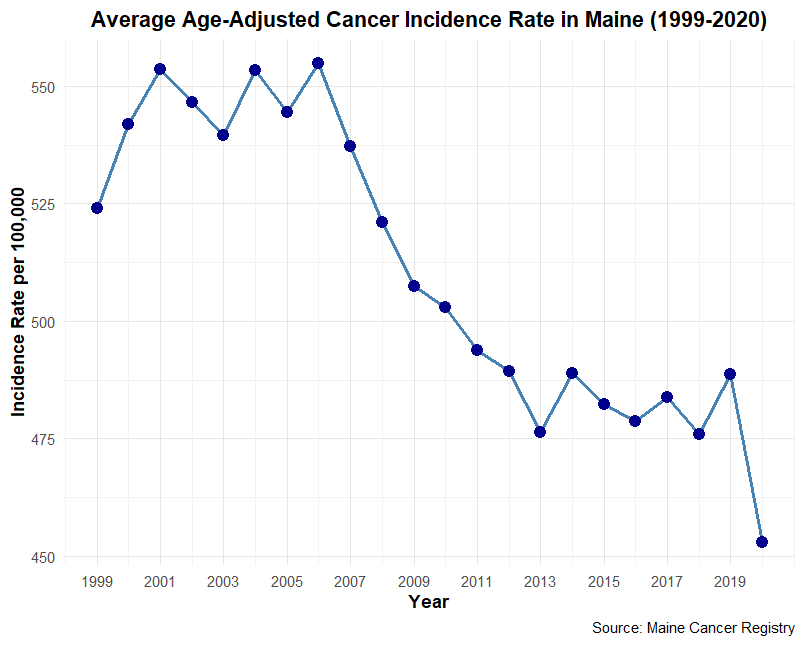 Average Age-Adjusted Cancer Incidence Rate in Maine (1999-2020)
Incidence Rate per 100,000
550
525
500
475
450
1999 2001 2003 2005 2007 2009 2011 2013 2015 2017 2019
Year
Source: Maine Cancer Registry